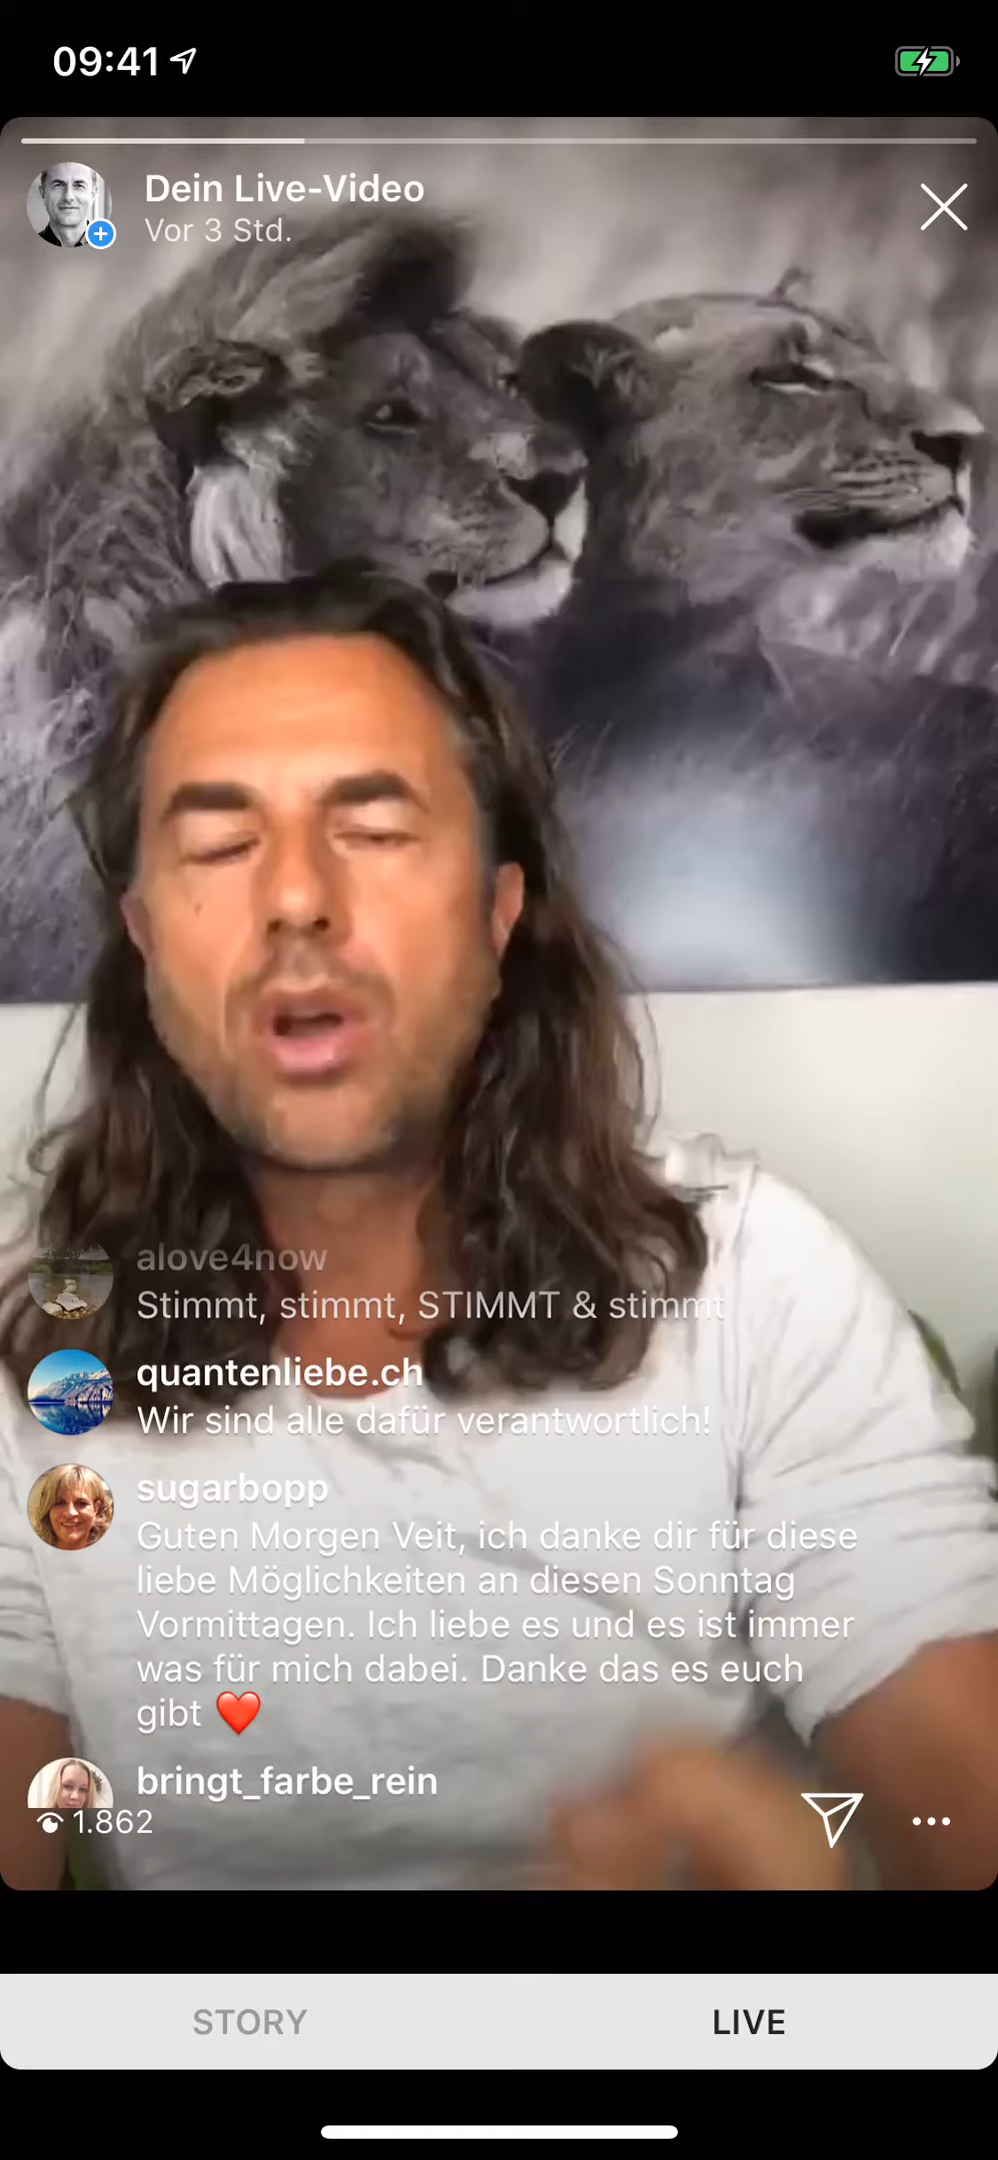 09:41
Dein Live-Video
Vor 3 Std.
alove4now
Stimmt, stimmt, STIMMT & stimmt
quantenliebe.ch
Wir sind alle dafür verantwortlich!
sugarbopp
Guten Morgen Veit, ich danke dir für diese
liebe Möglichkeiten an diesen Sonntag
Vormittagen. Ich liebe es und es ist immer
was für mich dabei. Danke das es euch
gibt ❤️
bringt_farbe_rein
1.862
STORY
LIVE